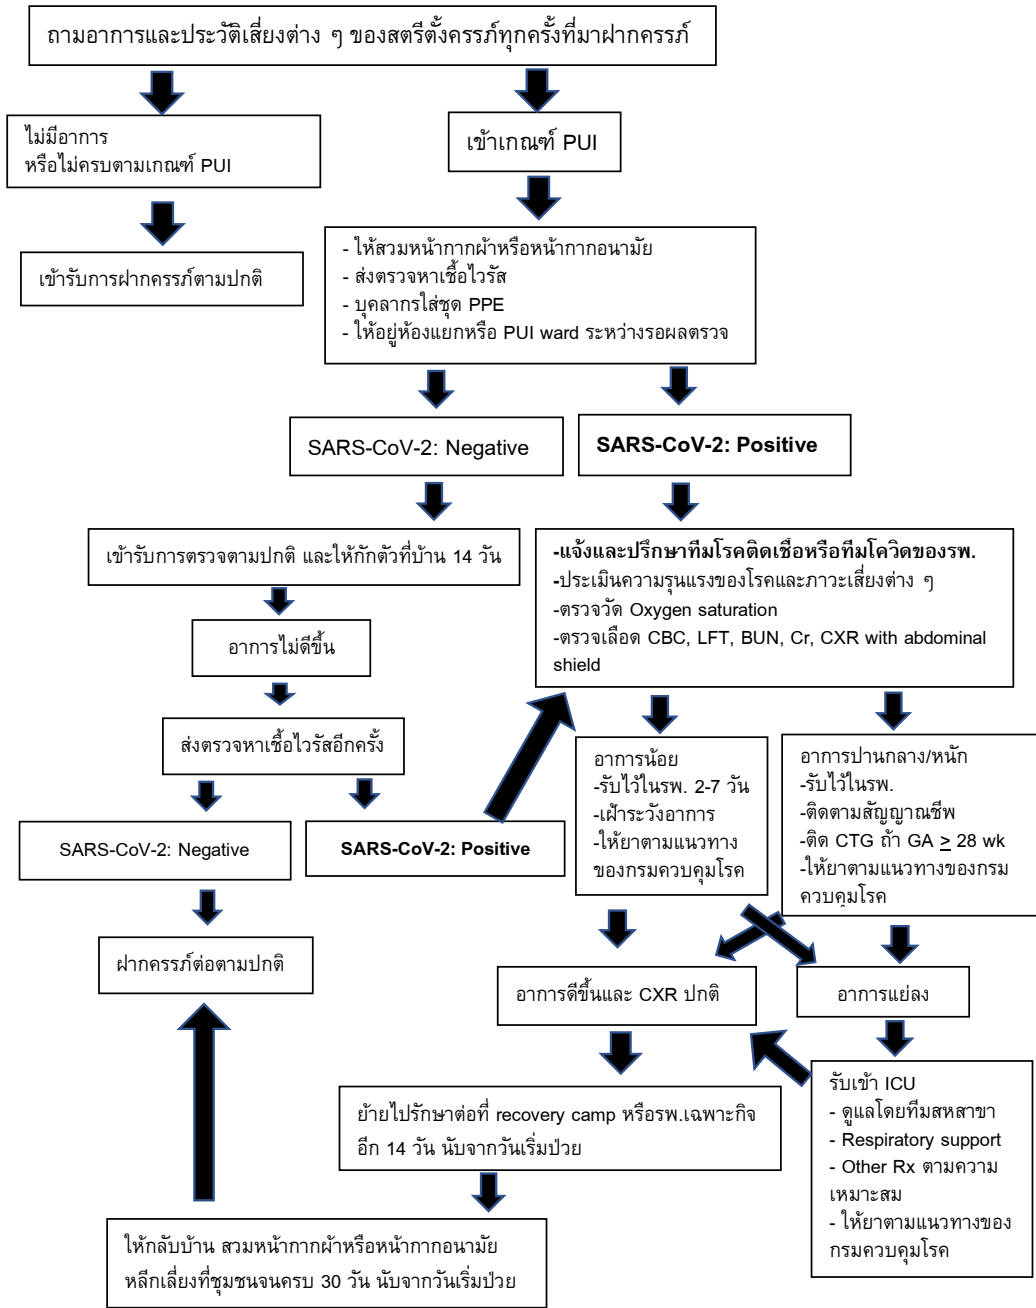 ถามอาการและประวัติเสี่ยงต่าง ๆ ของสตรีตั้งครรภ์ทุกครั้งที่มาฝากครรภ์
ไม่มีอาการ
หรือไม่ครบตามเกณฑ์ PUI
เข้าเกณฑ์ PUI
เข้ารับการฝากครรภ์ตามปกติ
- ให้สวมหน้ากากผ้าหรือหน้ากากอนามัย
- ส่งตรวจหาเชื้อไวรัส
- บุคลากรใส่ชุด PPE
- ให้อยู่ห้องแยกหรือ PUI ward ระหว่างรอผลตรวจ
SARS-CoV-2: Negative
SARS-CoV-2: Positive
เข้ารับการตรวจตามปกติ และให้กักตัวที่บ้าน 14 วัน
-แจ้งและปรึกษาทีมโรคติดเชื้อหรือทีมโควิดของรพ.
-ประเมินความรุนแรงของโรคและภาวะเสี่ยงต่าง ๆ
-ตรวจวัด Oxygen saturation
-ตรวจเลือด CBC, LFT, BUN, Cr, CXR with abdominal
shield
อาการไม่ดีขึ้น
ส่งตรวจหาเชื้อไวรัสอีกครั้ง
SARS-CoV-2: Negative
SARS-CoV-2: Positive
อาการน้อย
-รับไว้ในรพ. 2-7 วัน
-เฝ้าระวังอาการ
-ให้ยาตามแนวทาง
ของกรมควบคุมโรค
อาการปานกลาง/หนัก
-รับไว้ในรพ.
-ติดตามสัญญาณชีพ
-ติด CTG ถ้า GA ≥ 28 wk
-ให้ยาตามแนวทางของกรม
ควบคุมโรค
ฝากครรภ์ต่อตามปกติ
อาการดีขึ้นและ CXR ปกติ
อาการแย่ลง
ย้ายไปรักษาต่อที่ recovery camp หรือรพ.เฉพาะกิจ
อีก 14 วัน นับจากวันเริ่มป่วย
รับเข้า ICU
- ดูแลโดยทีมสหสาขา
- Respiratory support
- Other Rx ตามความ
เหมาะสม
- ให้ยาตามแนวทางของ
กรมควบคุมโรค
ให้กลับบ้าน สวมหน้ากากผ้าหรือหน้ากากอนามัย
หลีกเลี่ยงที่ชุมชนจนครบ 30 วัน นับจากวันเริ่มป่วย